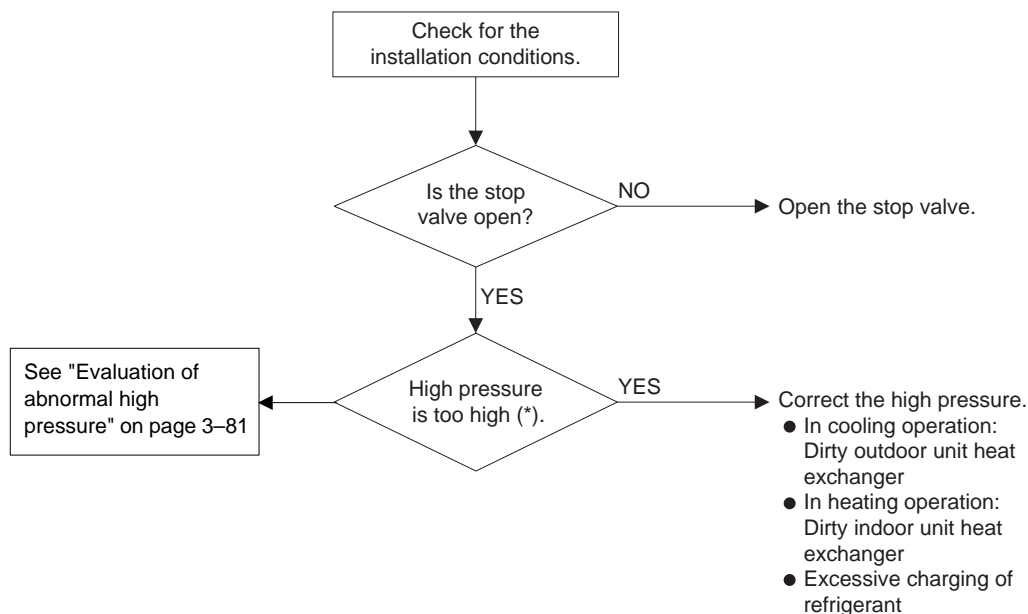 Check for the
installation conditions.
Is the stop
valve open?
NO
Open the stop valve.
YES
See "Evaluation of
abnormal high
pressure" on page 3–81
High pressure
is too high (*).
YES
Correct the high pressure.
● In cooling operation:
Dirty outdoor unit heat
exchanger
● In heating operation:
Dirty indoor unit heat
exchanger
● Excessive charging of
refrigerant